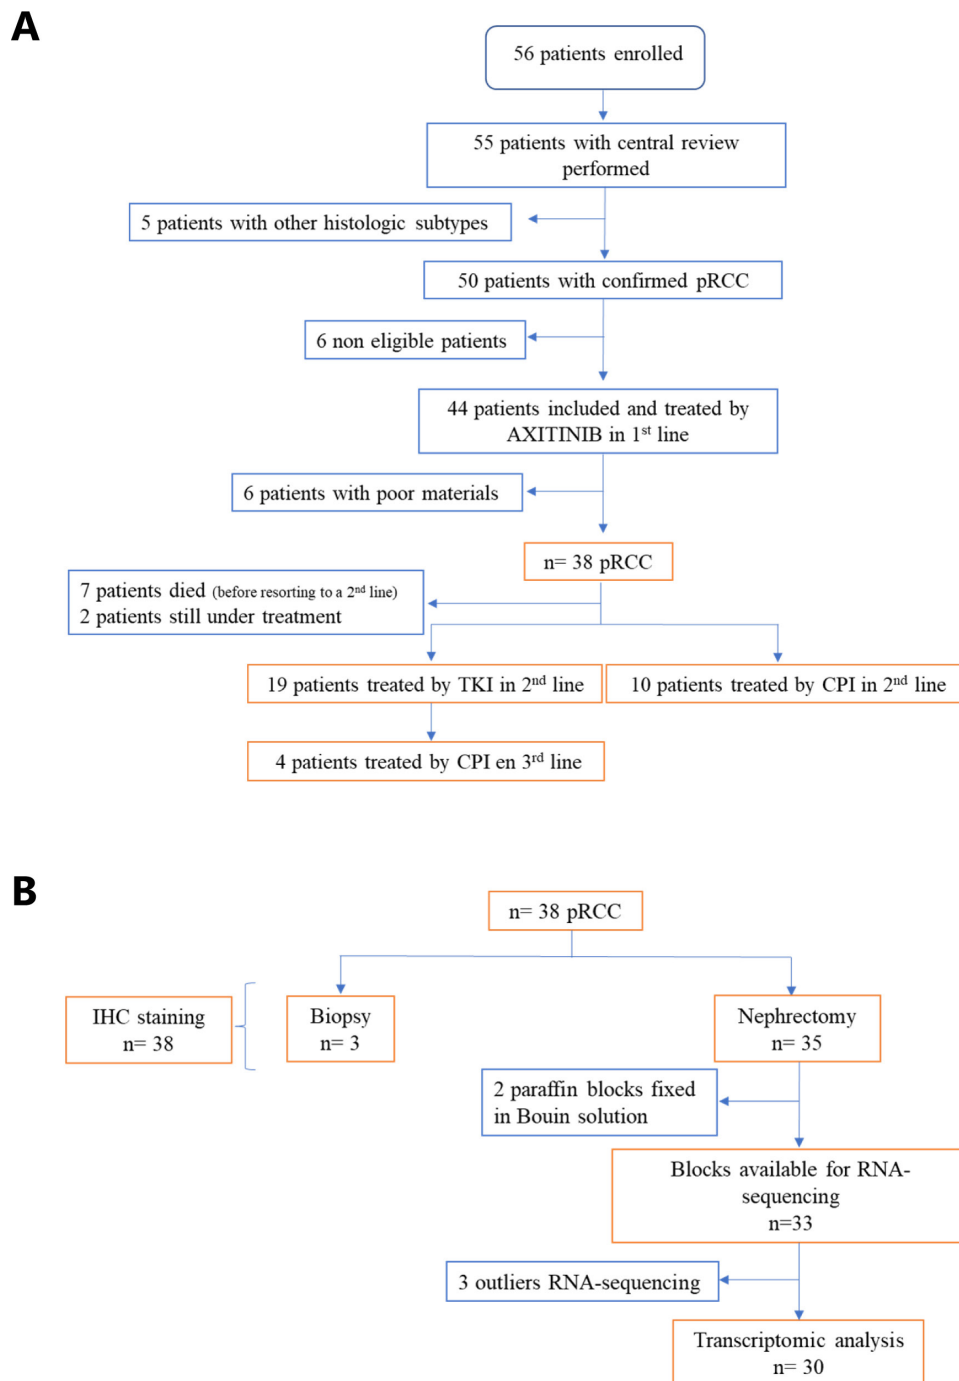 A
56 patients enrolled
55 patients with central review
performed
5 patients with other histologic subtypes
50 patients with confirmed pRCC
6 non eligible patients
44 patients included and treated by
AXITINIB in 1st line
6 patients with poor materials
n= 38 pRCC
7 patients died (before resorting to a 2nd line)
2 patients still under treatment
19 patients treated by TKI in 2nd line
10 patients treated by CPI in 2nd line
4 patients treated by CPI en 3rd line
B
n= 38 pRCC
IHC staining
n= 38
Biopsy
n= 3
Nephrectomy
n= 35
2 paraffin blocks fixed
in Bouin solution
Blocks available for RNA-
sequencing
n=33
3 outliers RNA-sequencing
Transcriptomic analysis
n= 30